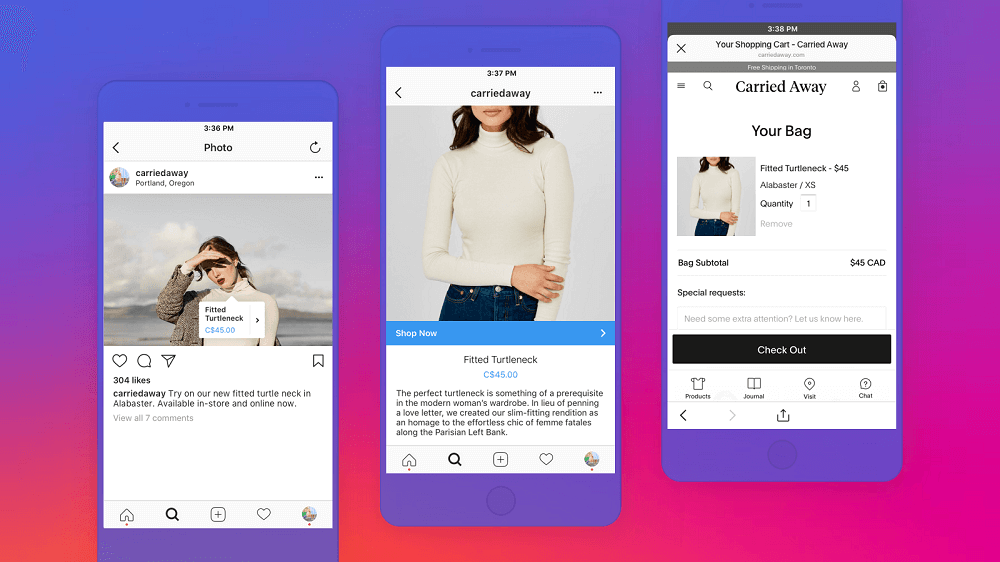 3:36 PM
Photo
carriedaway
Portland, Oregon
Fitted
Turtleneck
C$45.00
304 likes
carriedaway Try on our new fitted turtle neck in
Alabaster. Available in-store and online now.
View all 7 comments
3:37 PM
carriedaway
Shop Now
Fitted Turtleneck
C$45.00
The perfect turtleneck is something of a prerequisite
in the modern woman's wardrobe. In lieu of penning
a love letter, we created our slim-fitting rendition as
an homage to the effortless chic of femme fatales
along the Parisian Left Bank.
3:38 PM
Your Shopping Cart - Carried Away
carriedaway.com
Free Shipping in Toronto
Carried Away
Your Bag
Fitted Turtleneck - $45
Alabaster / XS
Quantity 1
Remove
Bag Subtotal $45 CAD
Special requests:
Need some extra attention? Let us know here.
Check Out
Products Journal Visit Chat